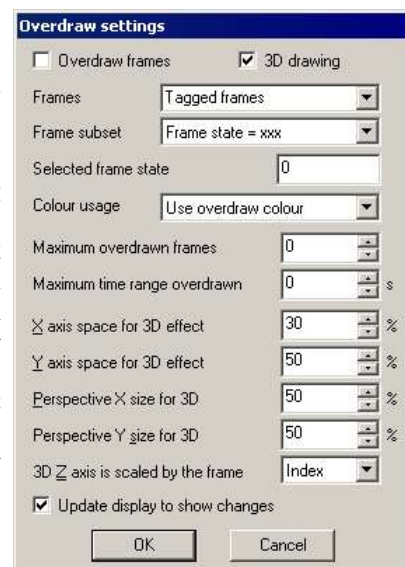 Overdraw settings
Overdraw frames 3D drawing
Frames Tagged frames
Frame subset Frame state = xxx
Selected frame state 0
Colour usage Use overdraw colour
Maximum overdrawn frames 0
Maximum time range overdrawn 0 s
X axis space for 3D effect 30 %
Y axis space for 3D effect 50 %
Perspective X size for 3D 50 %
Perspective Y size for 3D 50 %
3D Z axis is scaled by the frame Index
Update display to show changes
OK Cancel